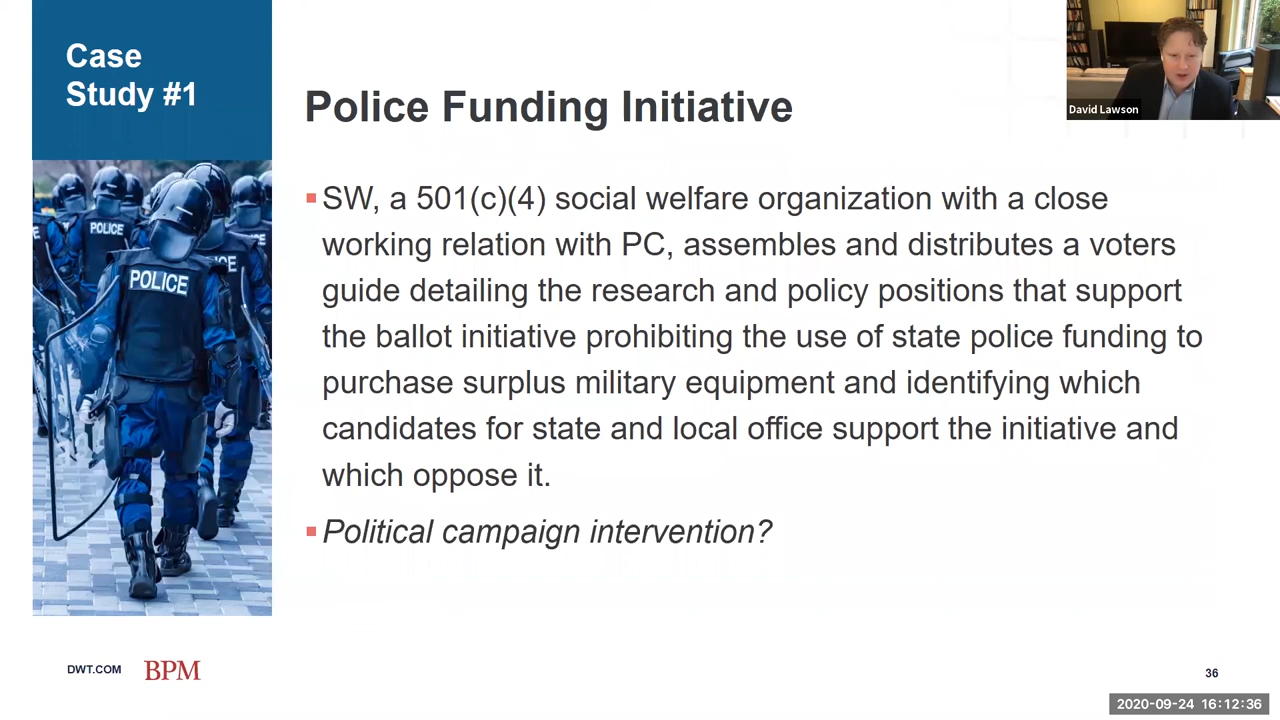 Case
Study #1
Police Funding Initiative
David Lawson
SW, a 501(c)(4) social welfare organization with a close
working relation with PC, assembles and distributes a voters
guide detailing the research and policy positions that support
the ballot initiative prohibiting the use of state police funding to
purchase surplus military equipment and identifying which
candidates for state and local office support the initiative and
which oppose it.
Political campaign intervention?
POLICE
POLICE
DWT.COM
BPM
36
2020-09-24 16:12:36